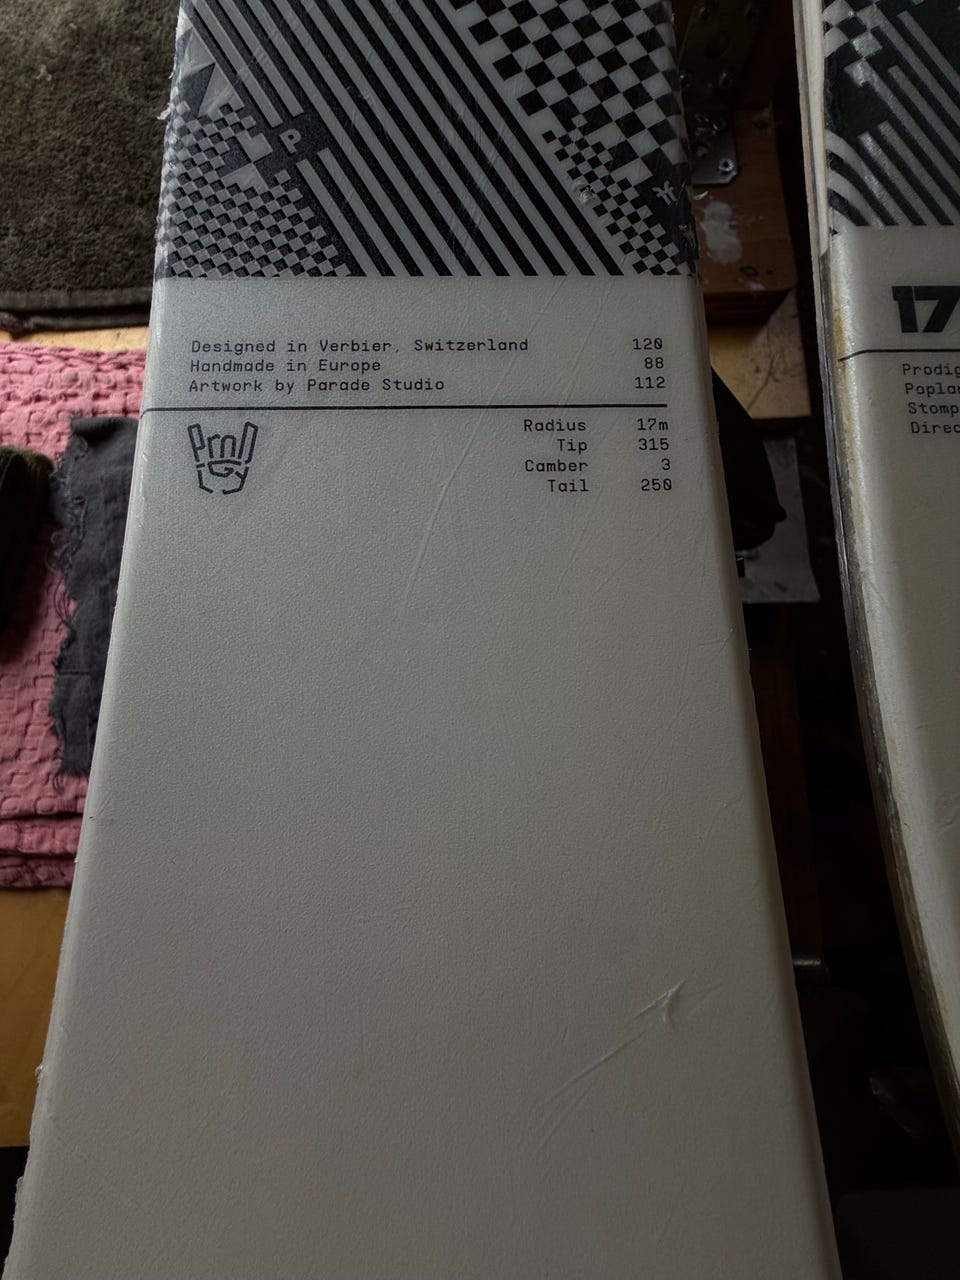 P.
Designed in Verbier, Switzerland 120
Handmade in Europe 88
Artwork by Parade Studio 112
Prodigy
Radius 17m
Tip 315
Camber 3
Tail 250
17
Prodig
Poplar
Stomp
Direc